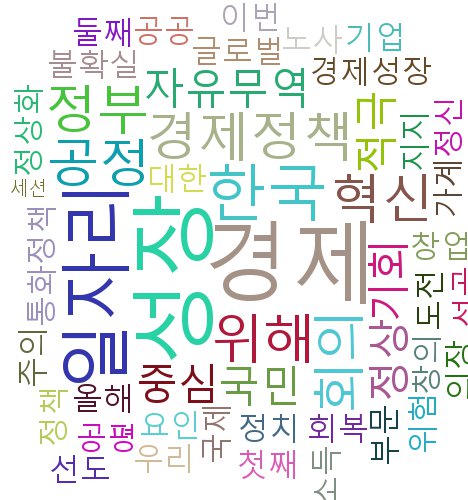 이번
둘째
공공
노사
기업
불확실
글로벌
경제성장
정상화
정부
자유무역
적극
지지
정신
공정
경제정책
세션
대한
한국
혁신
가계
통화정책
일자리
성장
경제
기회
창업
도전
성공
주의
위해
회의
정상
창의
의장
올해
중심
국민
정책
공평
요인
국제
정치
회복
부문
위험
선도
우리
첫째
소득